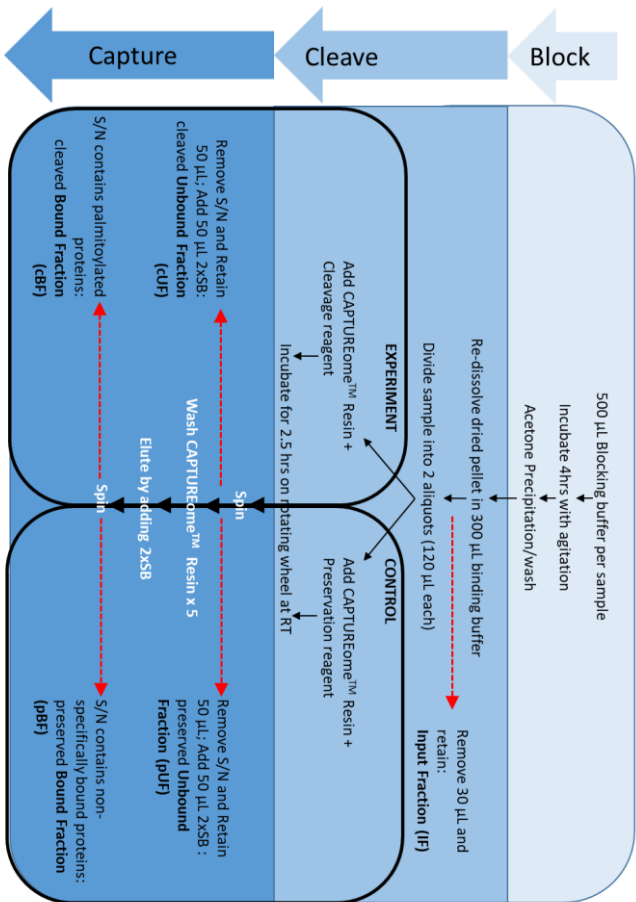 Block
500 µL Blocking buffer per sample
Incubate 4hrs with agitation
Acetone Precipitation/wash
Cleave
Re-dissolve dried pellet in 300 µL binding buffer
Remove 30 µL and
retain:
Input Fraction (IF)
Divide sample into 2 aliquots (120 µL each)
EXPERIMENT
Add CAPTUREome™ Resin +
Cleavage reagent
CONTROL
Add CAPTUREome™ Resin +
Preservation reagent
Incubate for 2.5 hrs on rotating wheel at RT
Capture
Remove S/N and Retain
50 µL; Add 50 µL 2xSB:
cleaved Unbound Fraction
(cUF)
Spin
Remove S/N and Retain
50 µL; Add 50 µL 2xSB :
preserved Unbound
Fraction (pUF)
Wash CAPTUREome™ Resin x 5
Elute by adding 2xSB
S/N contains palmitoylated
proteins:
cleaved Bound Fraction
(cBF)
Spin
S/N contains non-
specifically bound proteins:
preserved Bound Fraction
(pBF)